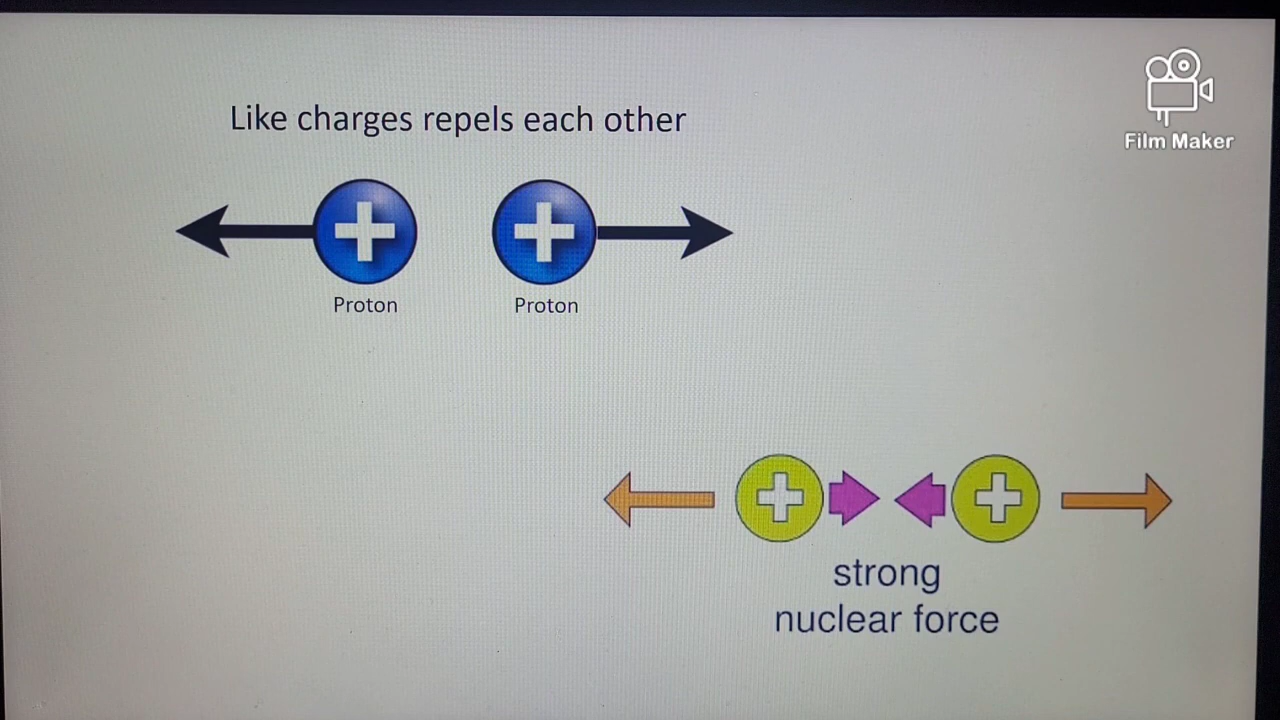 Like charges repels each other
Film Maker
Proton
Proton
strong
nuclear force